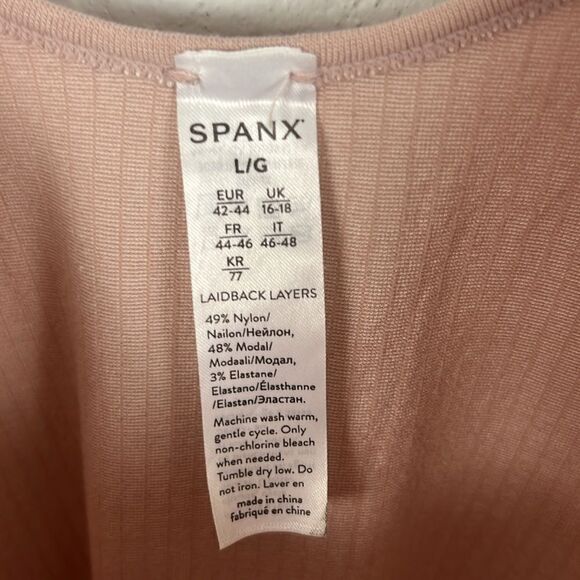 SPANX
L/G
EUR UK
42-44 16-18
FR IT
44-46 46-48
KR
77
LAIDBACK LAYERS
49% Nylon/
Nailon/Нейлон,
48% Modal/
Modaali/Модал,
3% Elastane/
Elastano/Élasthanne
/Elastan/Эластан.
Machine wash warm,
gentle cycle. Only
non-chlorine bleach
when needed.
Tumble dry low. Do
not iron. Laver en
made in china
fabriqué en chine